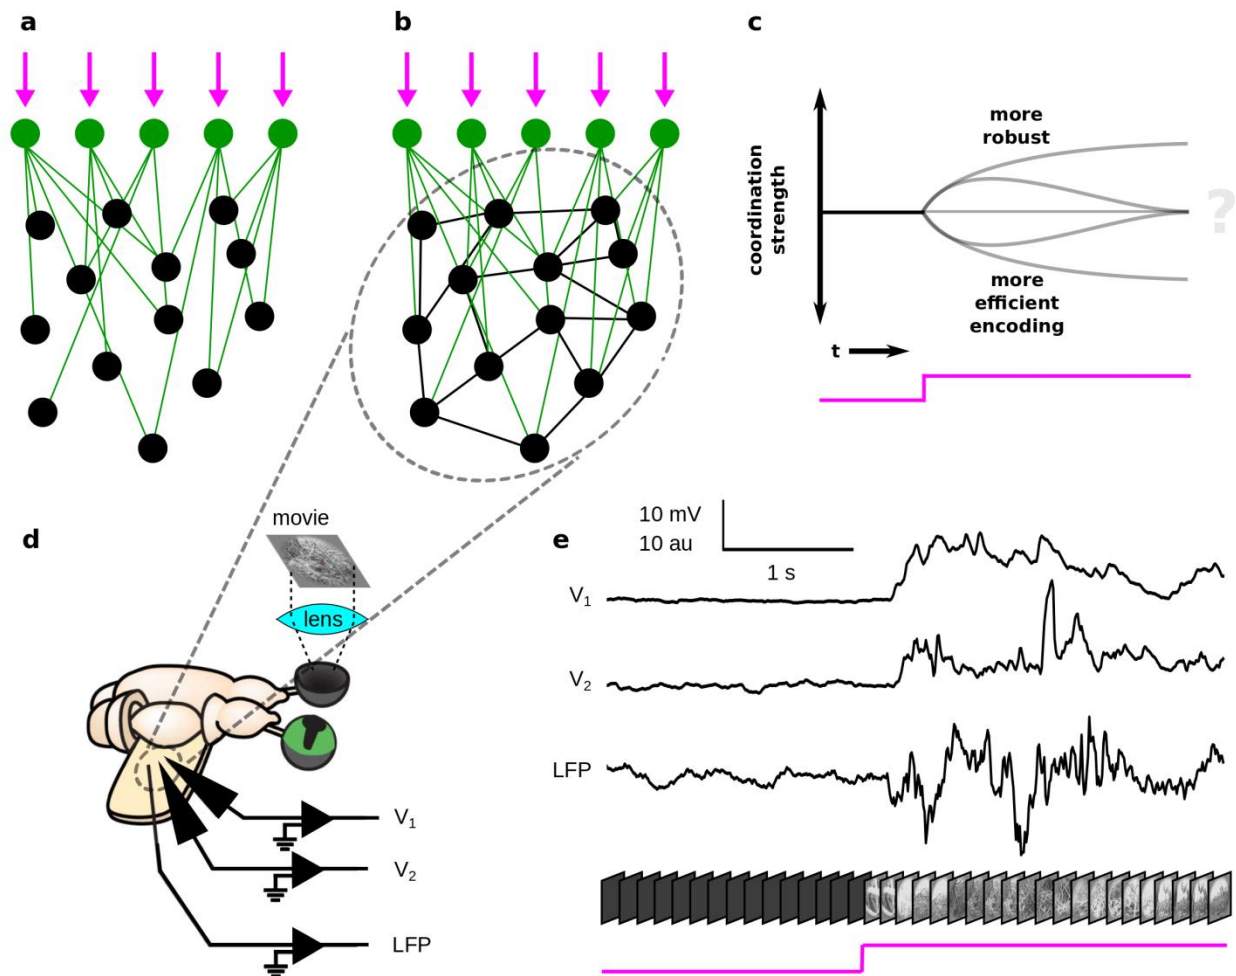 a
b
c
more
robust
coordination
strength
?
more
efficient
encoding
t
d
movie
lens
V1
V2
LFP
e
10 mV
10 au
1 s
V1
V2
LFP